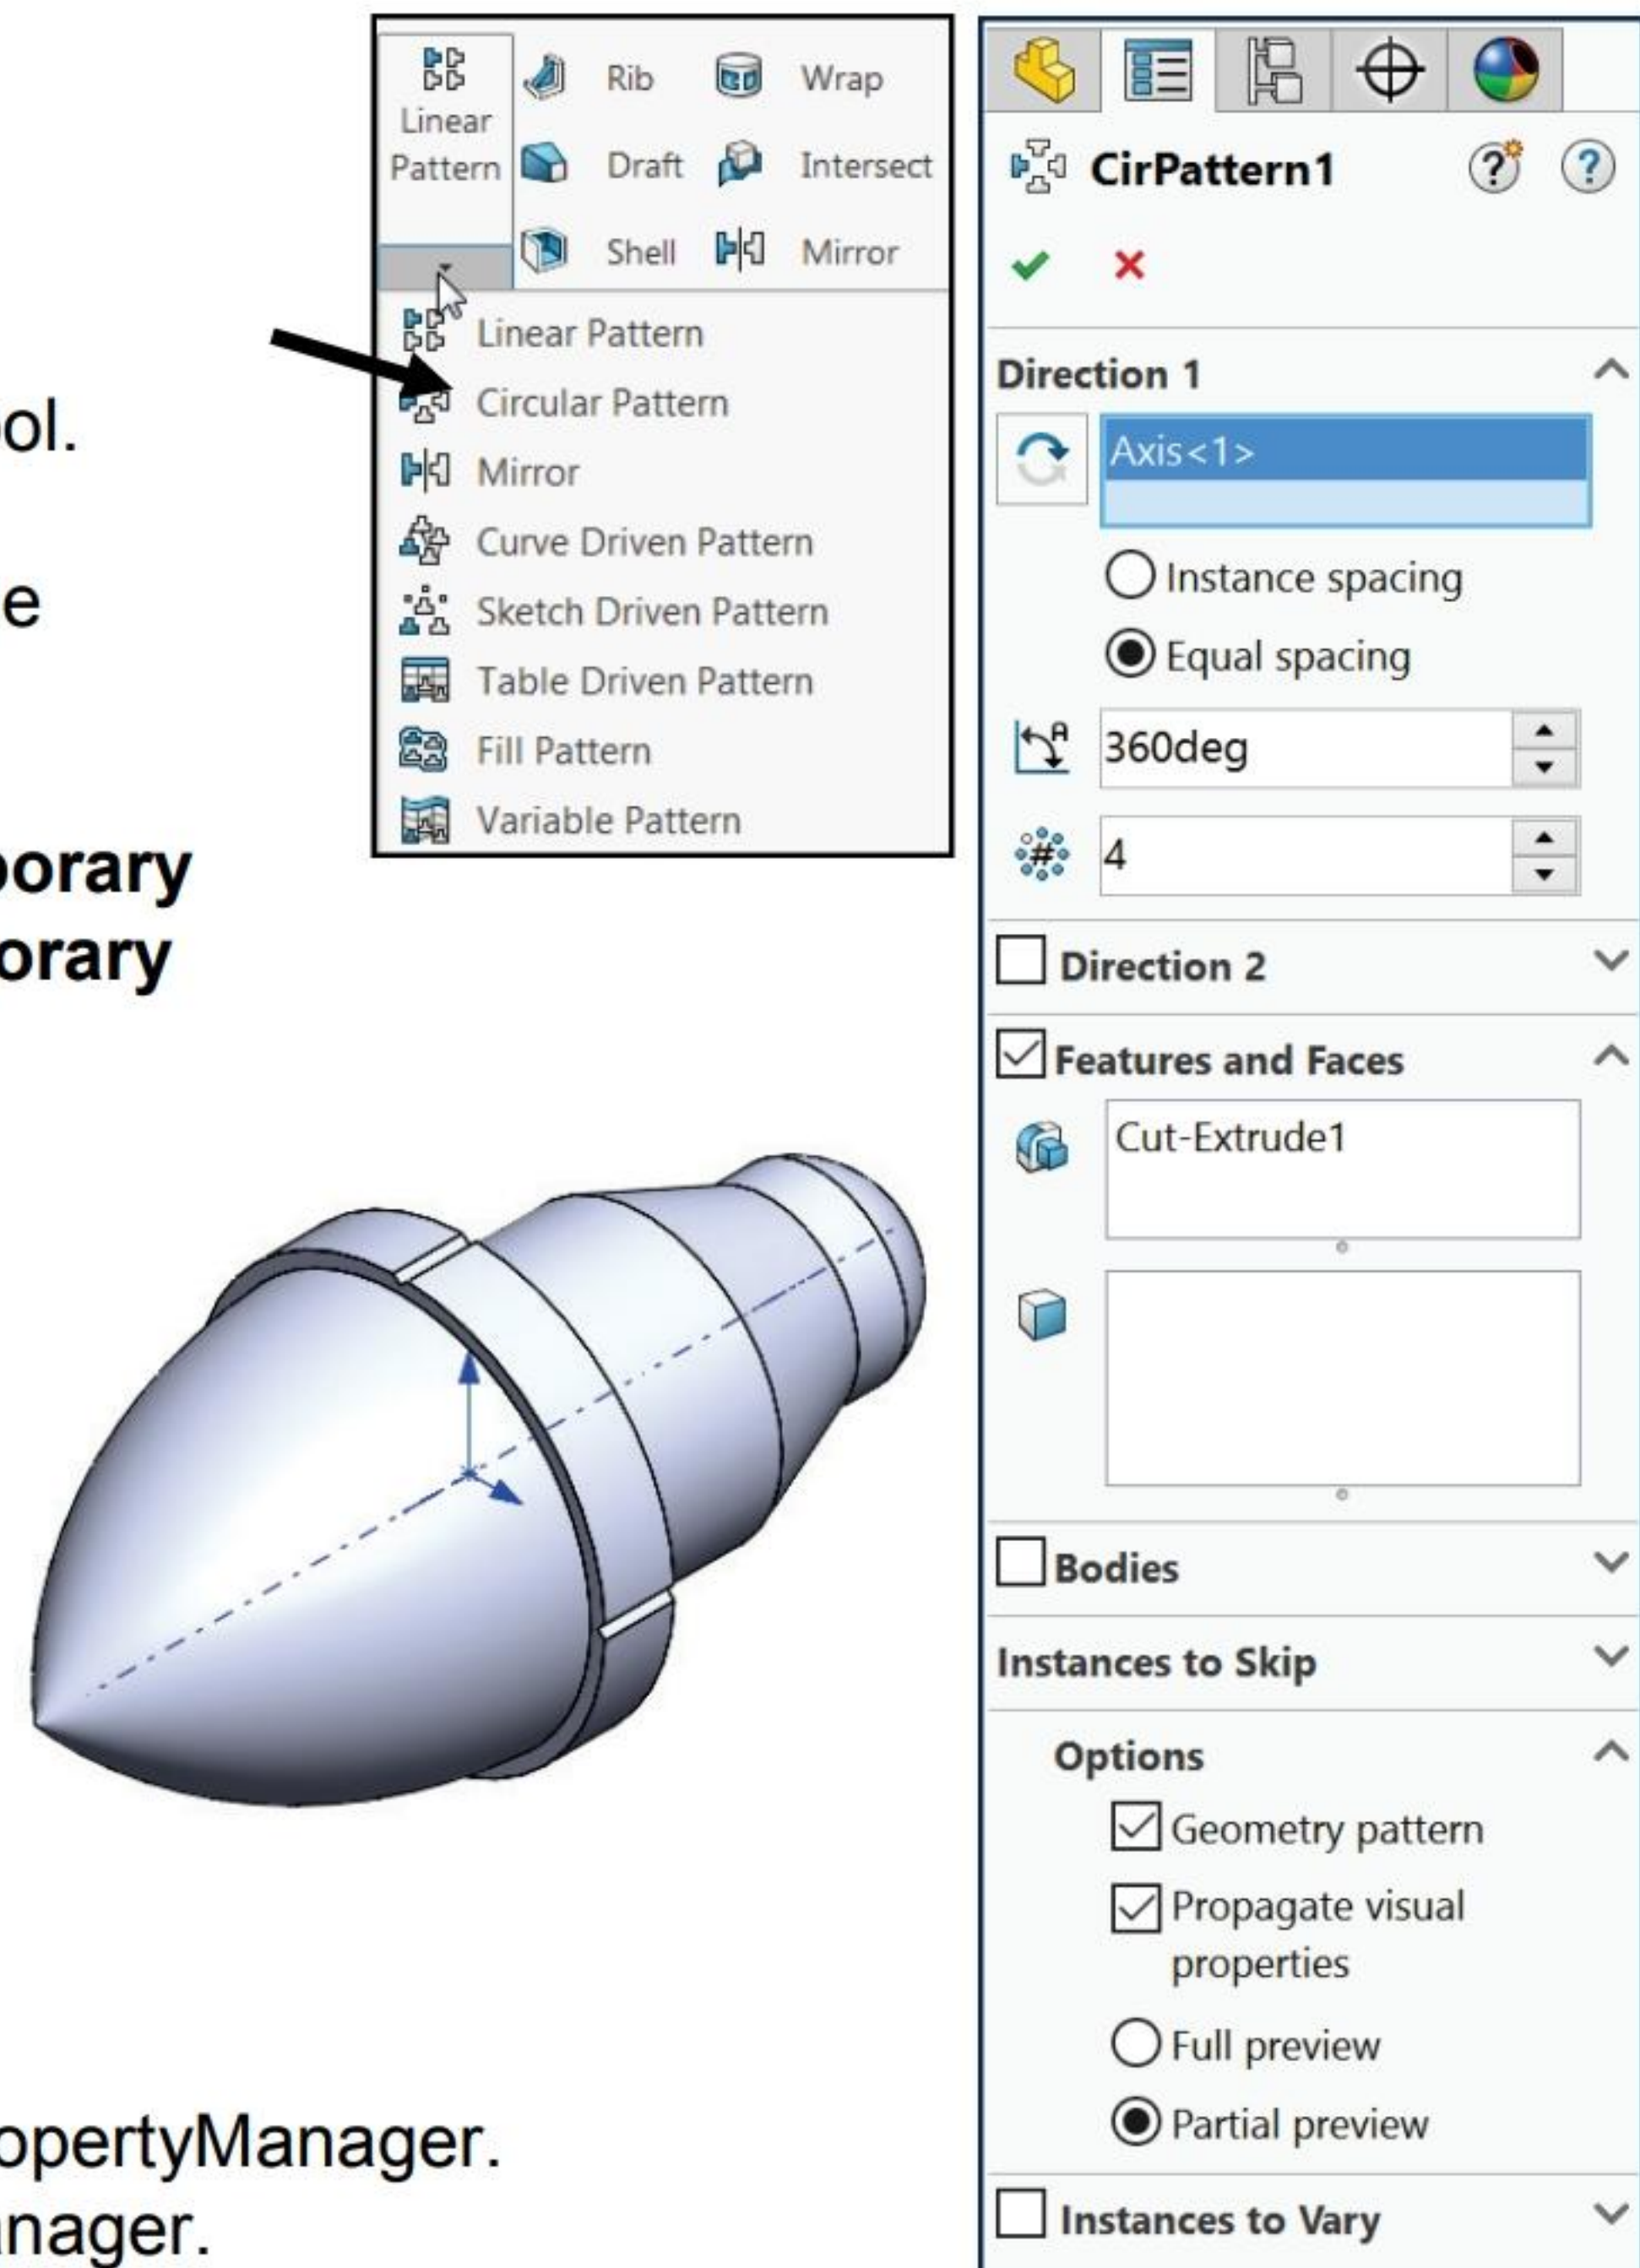 Linear
Pattern
Rib
Wrap
Draft
Intersect
Shell
Mirror
Linear Pattern
Circular Pattern
Mirror
Curve Driven Pattern
Sketch Driven Pattern
Table Driven Pattern
Fill Pattern
Variable Pattern
ol.
e
porary
orary
opertyManager.
anager.
CirPattern1
Direction 1
Axis<1>
Instance spacing
Equal spacing
360deg
4
Direction 2
Features and Faces
Cut-Extrude1
Bodies
Instances to Skip
Options
Geometry pattern
Propagate visual
properties
Full preview
Partial preview
Instances to Vary